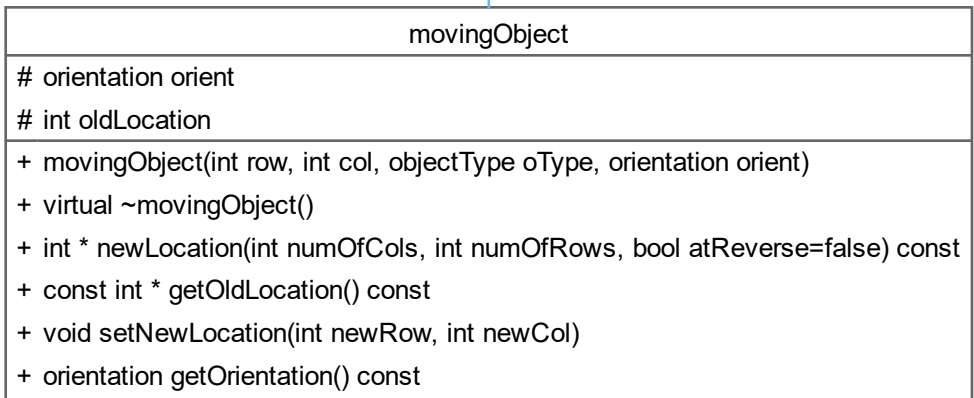 movingObject
# orientation orient
# int oldLocation
+ movingObject(int row, int col, objectType oType, orientation orient)
+ virtual ~movingObject()
+ int * newLocation(int numOfCols, int numOfRows, bool atReverse=false) const
+ const int * getOldLocation() const
+ void setNewLocation(int newRow, int newCol)
+ orientation getOrientation() const